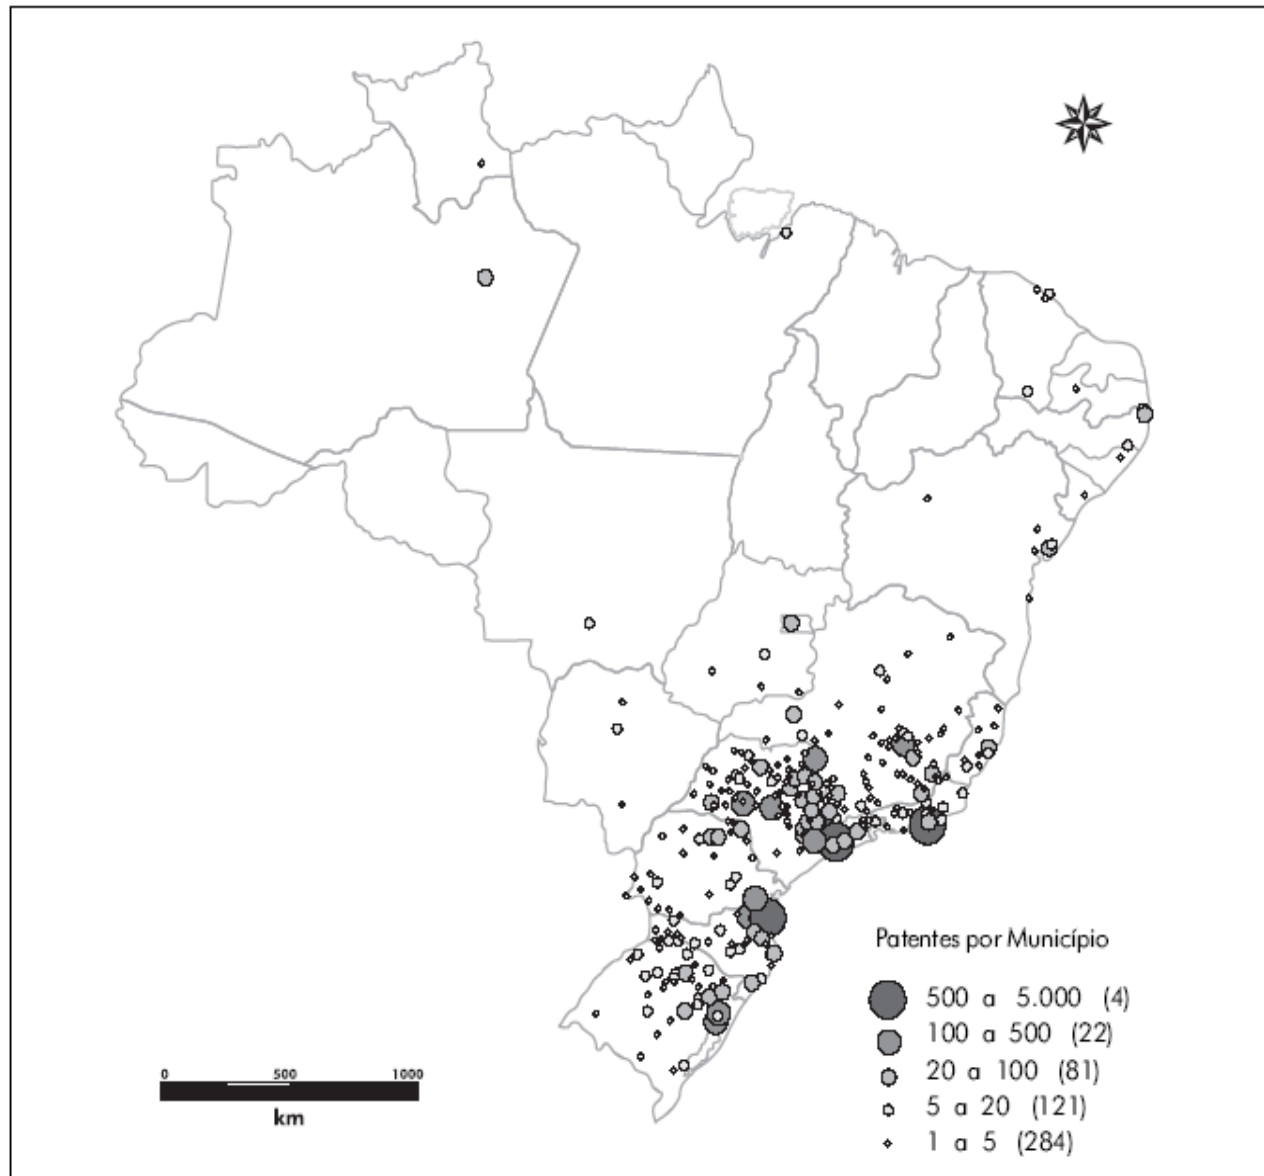 Patentes por Município
500 a 5.000 (4)
100 a 500 (22)
20 a 100 (81)
5 a 20 (121)
1 a 5 (284)
0 500 1000
km